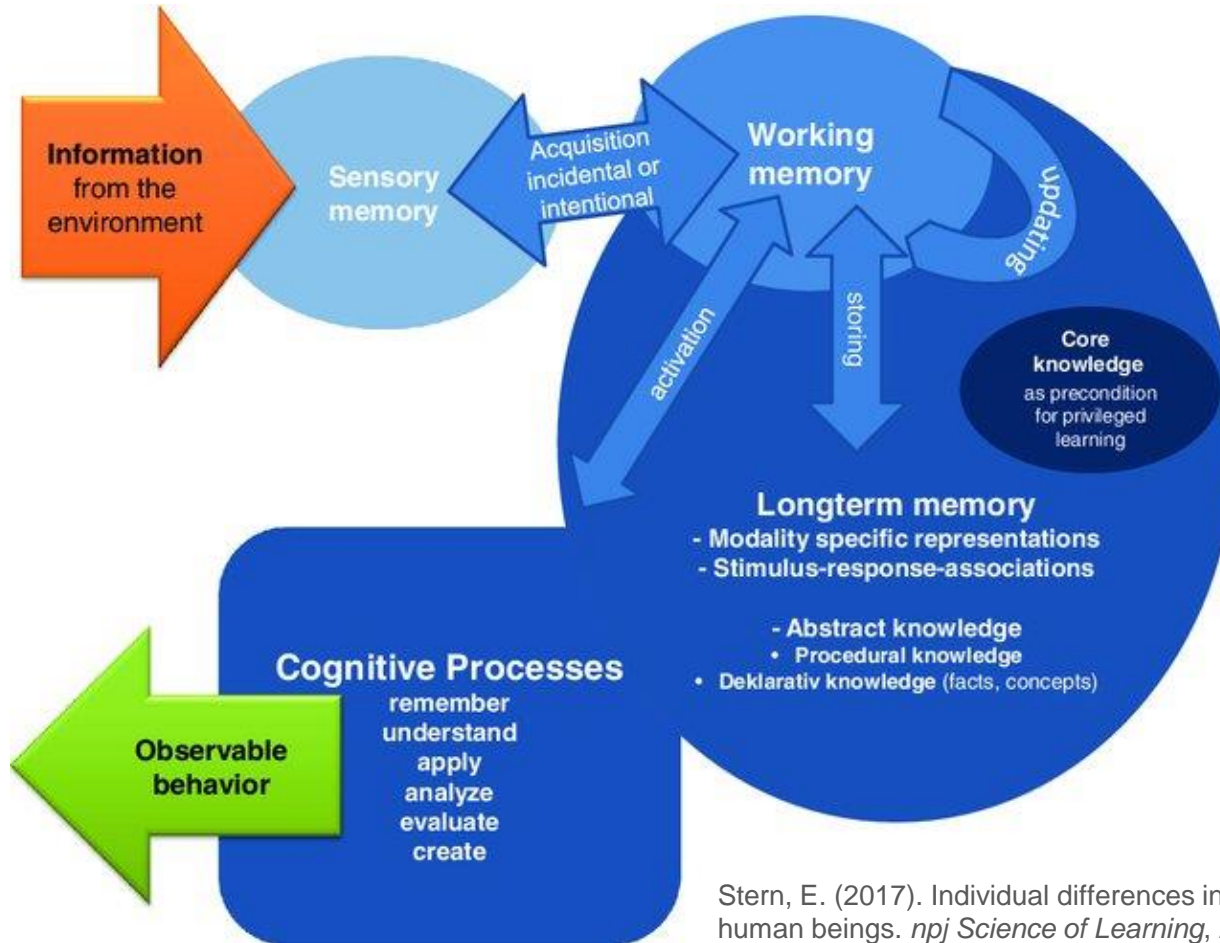 Information
from the
environment
Sensory
memory
Acquisition
incidental or
intentional
Working
memory
updating
activation
storing
Core
knowledge
as precondition
for privileged
learning
Longterm memory
- Modality specific representations
- Stimulus-response-associations
- Abstract knowledge
• Procedural knowledge
• Deklarativ knowledge (facts, concepts)
Cognitive Processes
remember
understand
apply
analyze
evaluate
create
Observable
behavior
Stern, E. (2017). Individual differences in
human beings. npj Science of Learning,